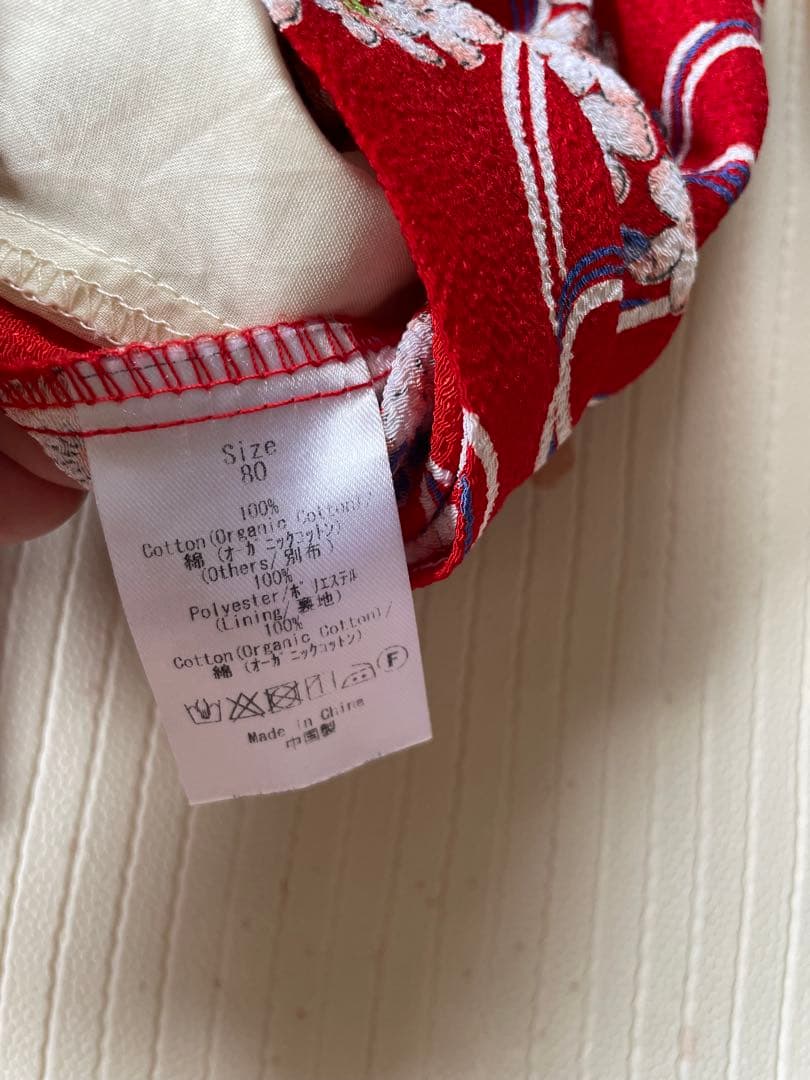 Size
80
100%
Cotton(Organic Cotton)/
綿 (オーガニックコットン)
(Others/別布)
100%
Polyester/ポリエステル
(Lining/裏地)
100%
Cotton(Organic Cotton)/
綿 (オーガニックコットン)
F
Made in China
中国製